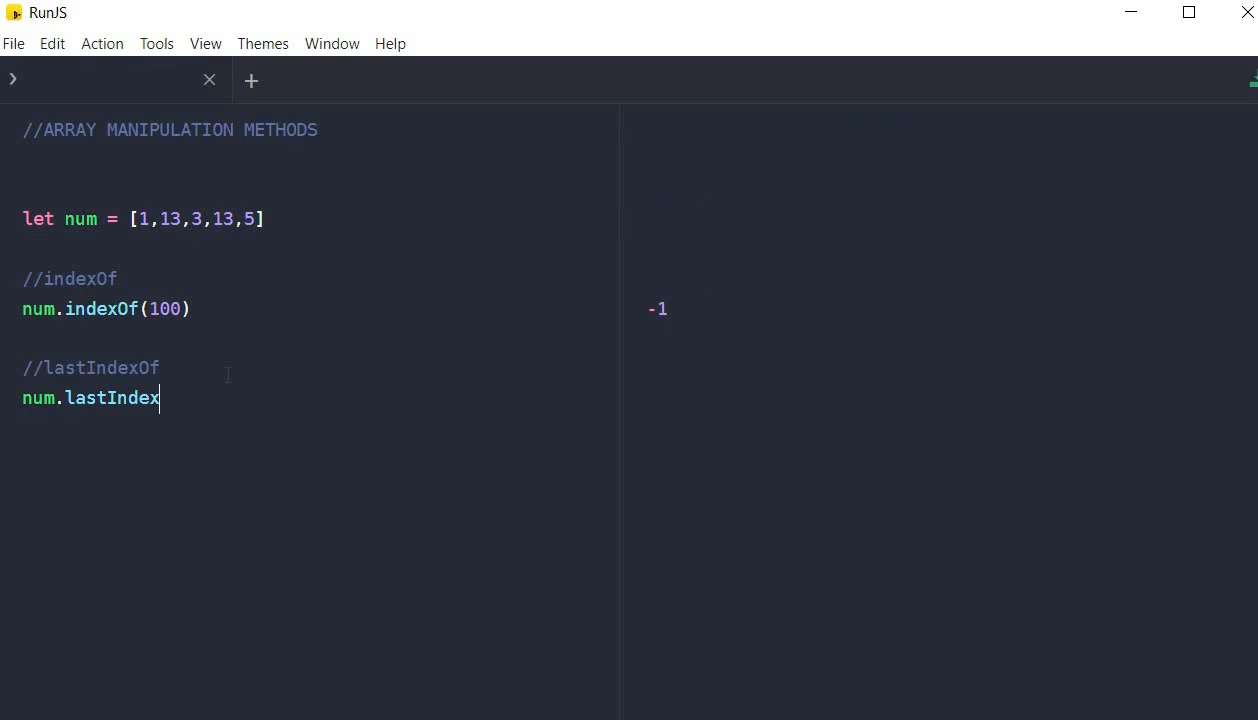 RunJS
File Edit Action Tools View Themes Window Help
//ARRAY MANIPULATION METHODS
let num = [1,13,3,13,5]
//indexOf
num.indexOf(100)
-1
//lastIndexOf
num.lastIndex